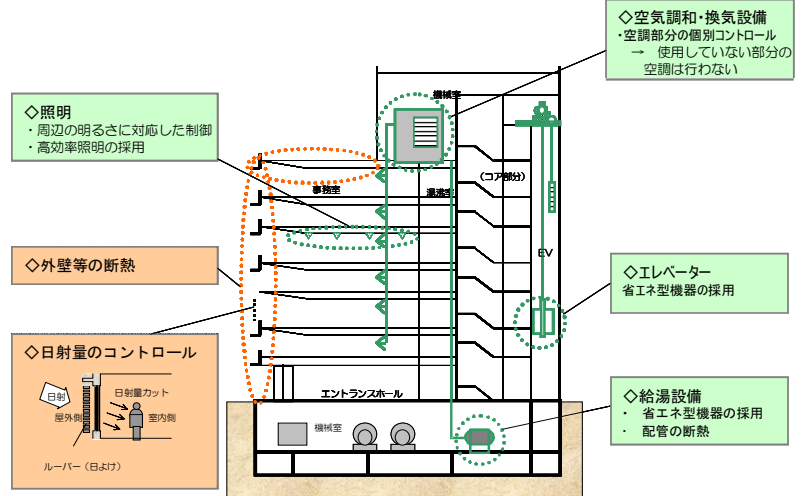 ◇空気調和・換気設備
・空調部分の個別コントロール
→ 使用していない部分の
空調は行わない
◇照明
・周辺の明るさに対応した制御
・高効率照明の採用
機械室
事務室
湯沸室
(コア部分)
EV
◇外壁等の断熱
◇エレベーター
省エネ型機器の採用
◇日射量のコントロール
日射
日射量カット
屋外側
室内側
ルーバー(日よけ)
エントランスホール
機械室
◇給湯設備
・ 省エネ型機器の採用
・ 配管の断熱